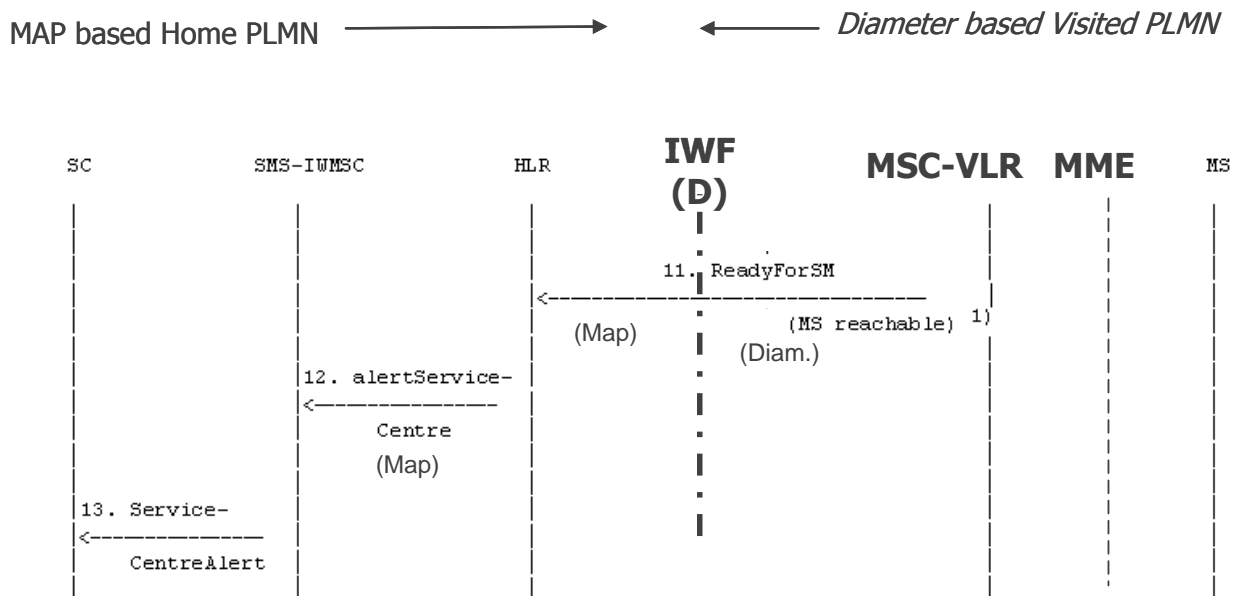 MAP based Home PLMN
Diameter based Visited PLMN
SC SMS-IWMSC HLR IWF (D) MSC-VLR MME MS
11. ReadyForSM
(Map) (MS reachable) 1)
(Diam.)
12. alertService-
Centre
(Map)
13. Service-
CentreAlert